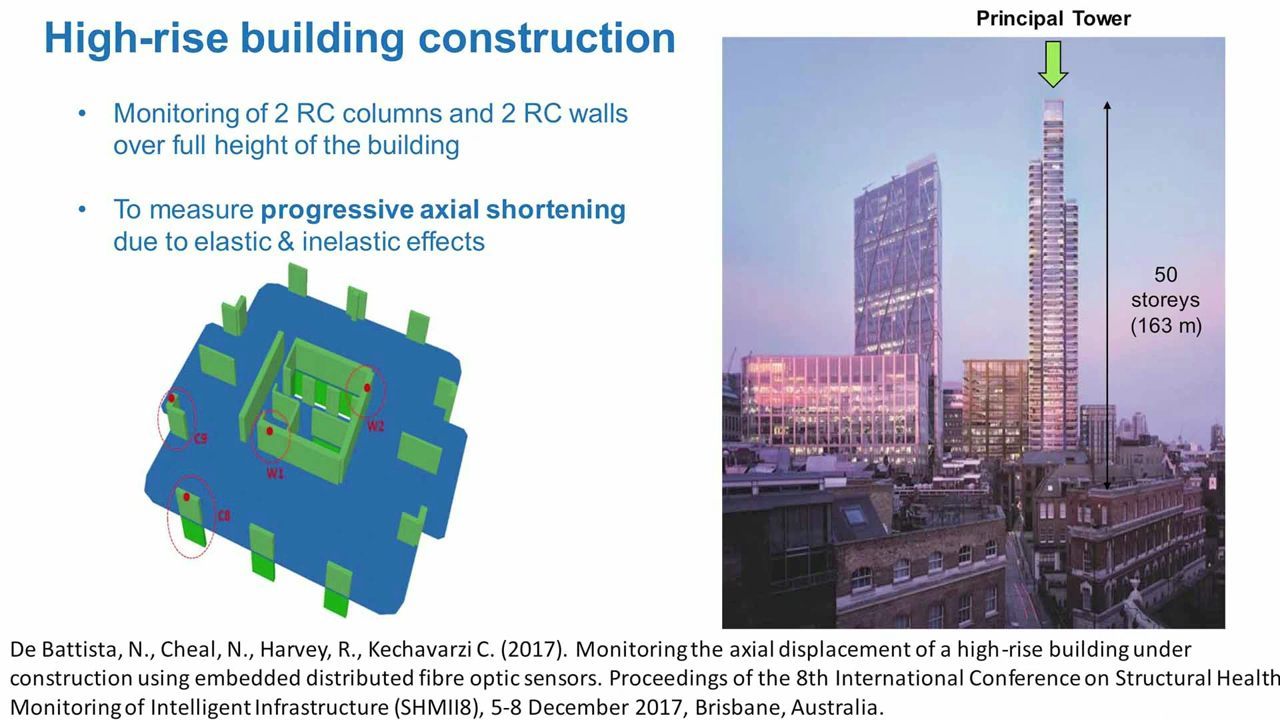 Principal Tower
High-rise building construction
• Monitoring of 2 RC columns and 2 RC walls
over full height of the building
• To measure progressive axial shortening
due to elastic & inelastic effects
50
storeys
(163 m)
W2
C9
W1
C8
De Battista, N., Cheal, N., Harvey, R., Kechavarzi C. (2017). Monitoring the axial displacement of a high-rise building under
construction using embedded distributed fibre optic sensors. Proceedings of the 8th International Conference on Structural Health
Monitoring of Intelligent Infrastructure (SHMII8), 5-8 December 2017, Brisbane, Australia.